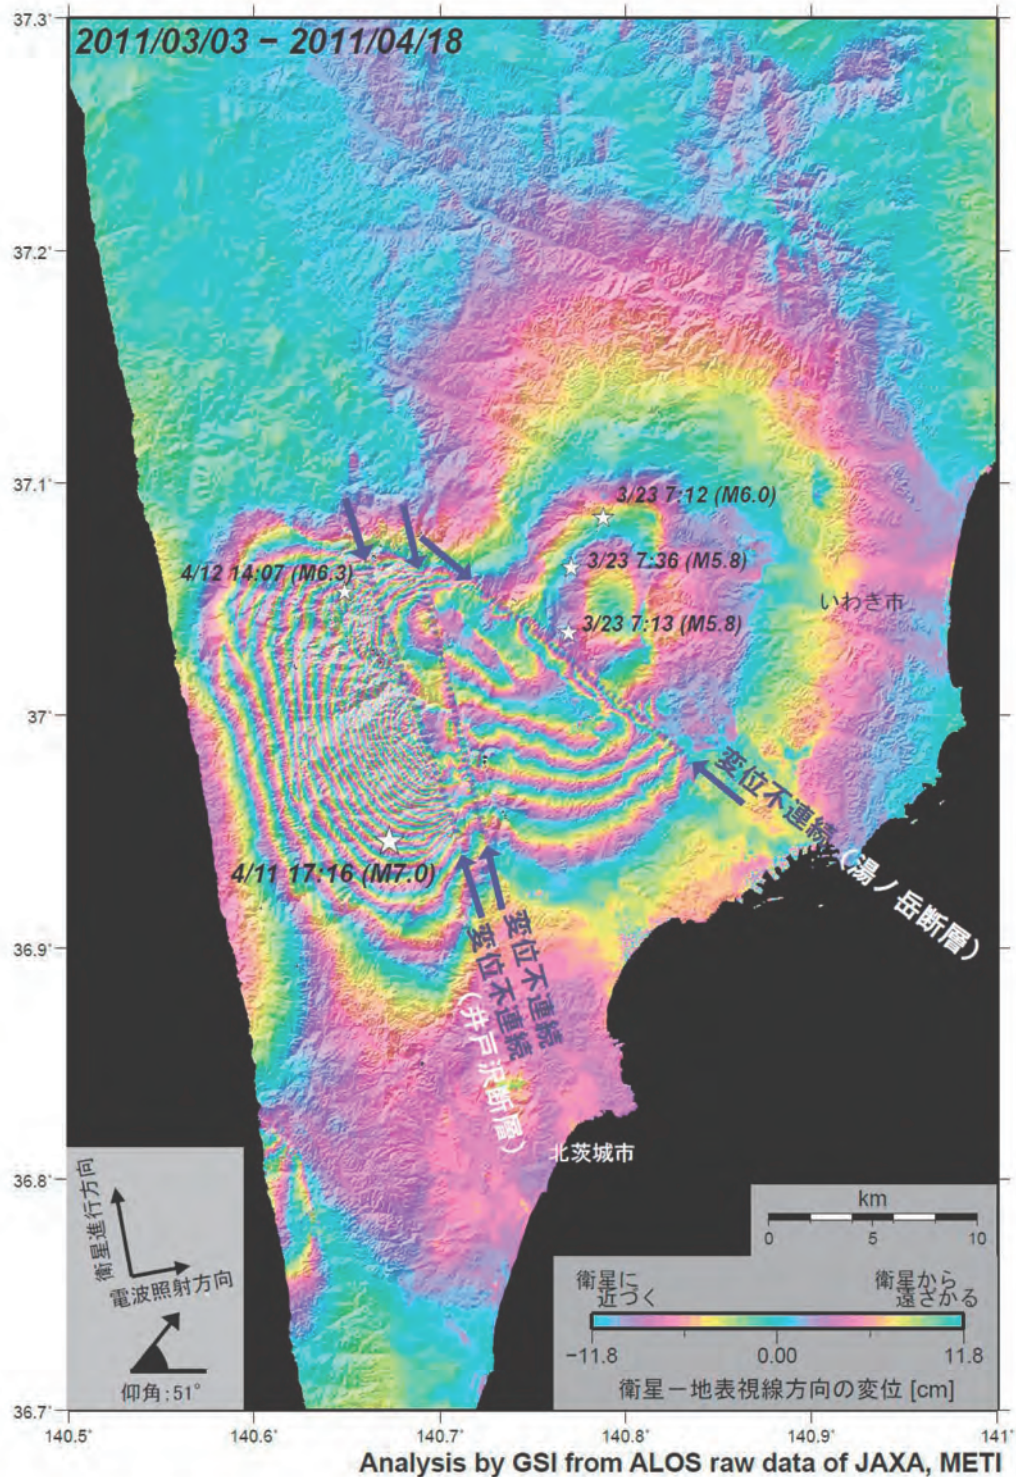 37.3°
2011/03/03 – 2011/04/18
37.2°
37.1°
3/23 7:12 (M6.0)
3/23 7:36 (M5.8)
4/12 14:07 (M6.3)
いわき市
3/23 7:13 (M5.8)
37°
変位不連続
(湯ノ岳断層)
4/11 17:16 (M7.0)
36.9°
変位不連続
変位不連続
(井戸沢断層)
北茨城市
36.8°
衛星進行方向
電波照射方向
仰角:51°
km
0 5 10
衛星に
近づく
衛星から
遠ざかる
−11.8 0.00 11.8
衛星−地表視線方向の変位 [cm]
36.7°
140.5° 140.6° 140.7° 140.8° 140.9° 141°
Analysis by GSI from ALOS raw data of JAXA, METI